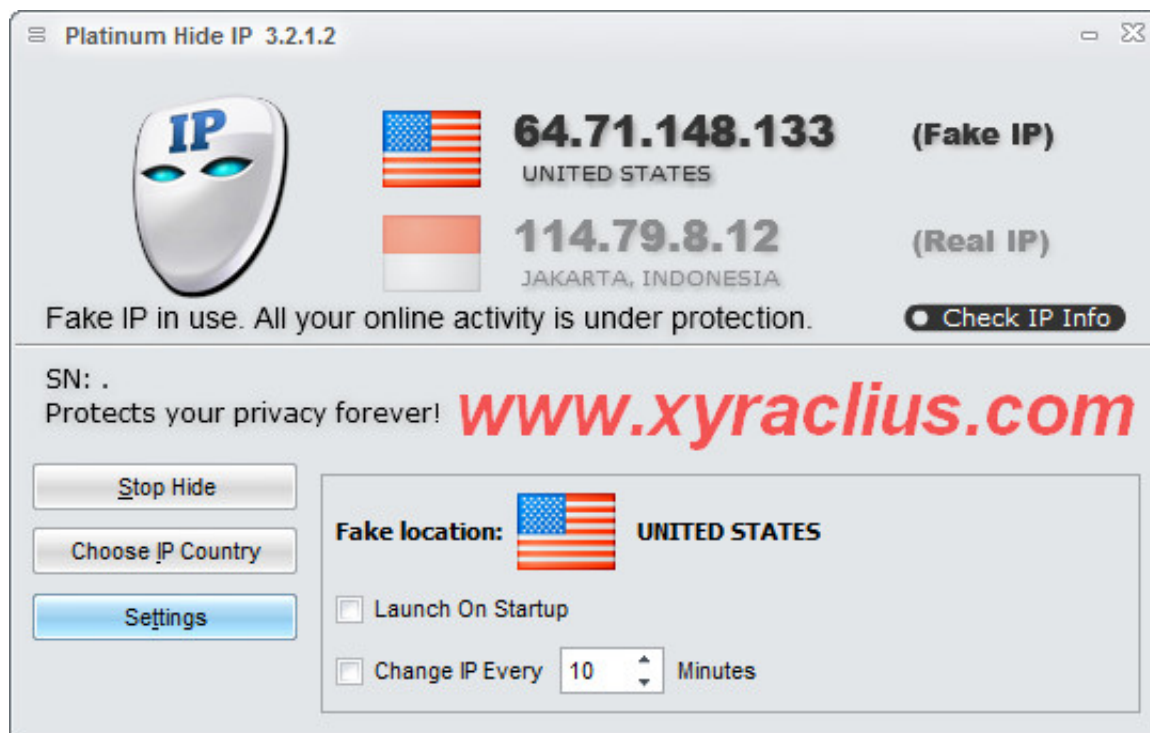 Platinum Hide IP 3.2.1.2
IP
64.71.148.133 (Fake IP)
UNITED STATES
114.79.8.12 (Real IP)
JAKARTA, INDONESIA
Fake IP in use. All your online activity is under protection.
Check IP Info
SN: .
Protects your privacy forever!
www.xyraclius.com
Stop Hide
Choose IP Country
Settings
Fake location: UNITED STATES
Launch On Startup
Change IP Every 10 Minutes